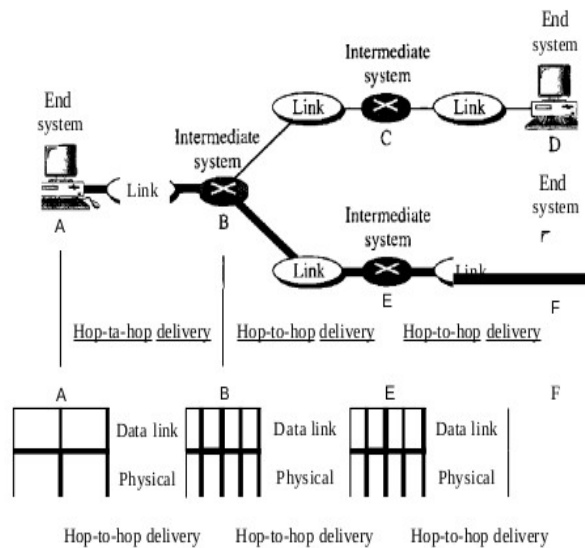 End
system
Intermediate
system
Link
Link
C
D
End
system
A
Link
Intermediate
system
B
End
system
Intermediate
system
Link
E
Link
F
Hop-ta-hop delivery Hop-to-hop delivery Hop-to-hop delivery
A B E F
Data link Data link Data link
Physical Physical Physical
Hop-to-hop delivery Hop-to-hop delivery Hop-to-hop delivery